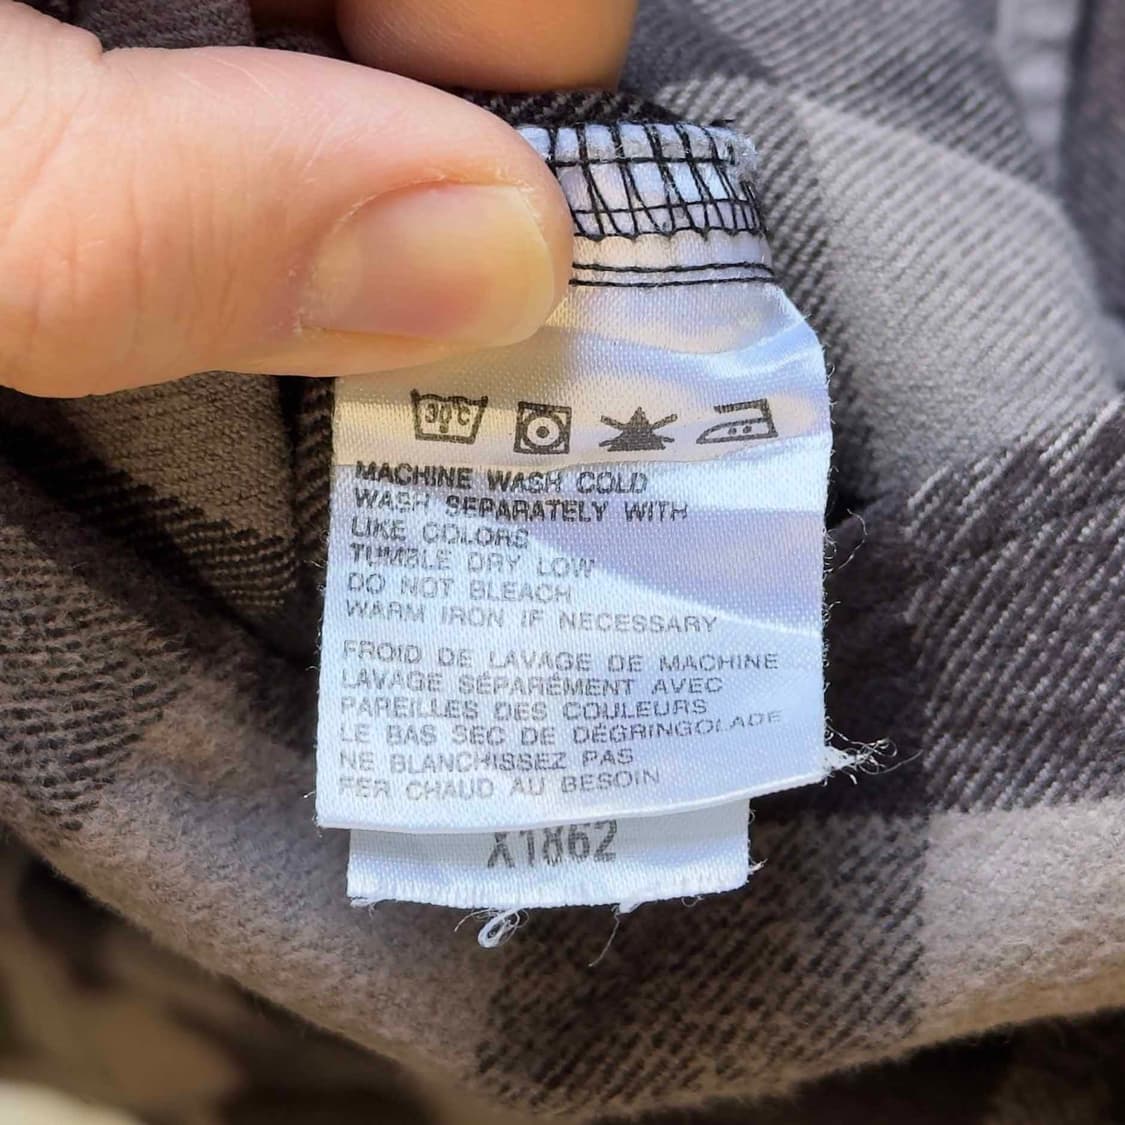 30°C
MACHINE WASH COLD
WASH SEPARATELY WITH
LIKE COLORS
TUMBLE DRY LOW
DO NOT BLEACH
WARM IRON IF NECESSARY
FROID DE LAVAGE DE MACHINE
LAVAGE SÉPARÉMENT AVEC
PAREILLES DES COULEURS
LE BAS SEC DE DÉGRINGOLADE
NE BLANCHISSEZ PAS
FER CHAUD AU BESOIN
X1862